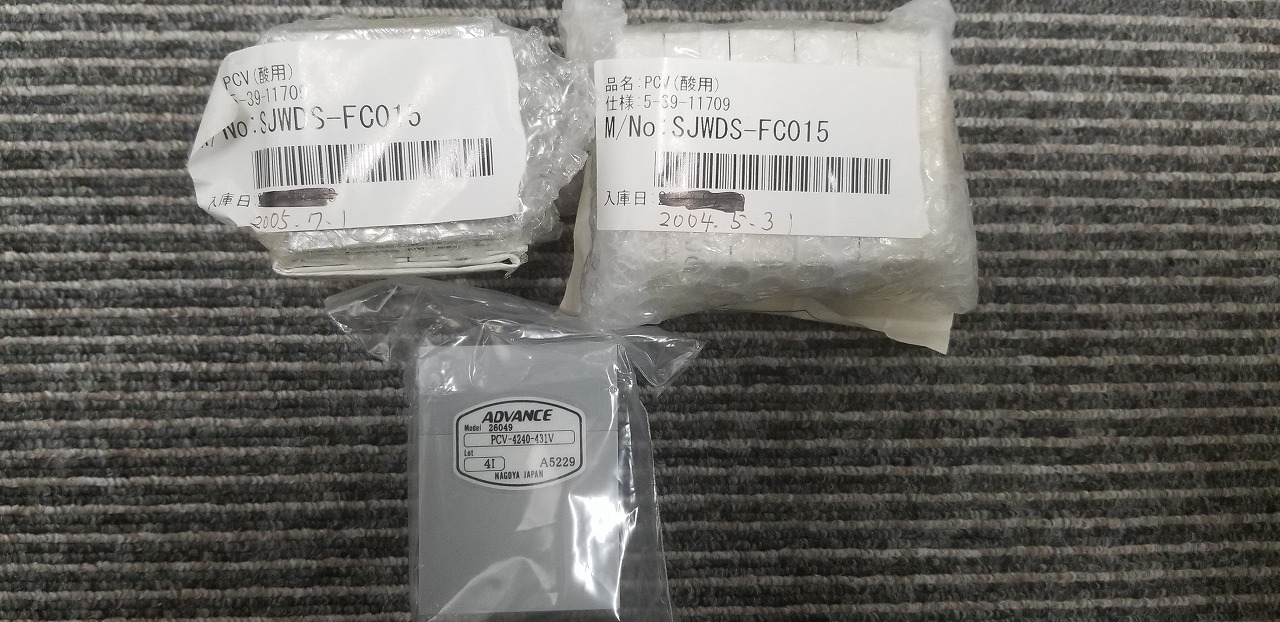 PCV(酸用)
5-39-11709
M/No:SJWDS-FC015
入庫日:
2005.7.1
品名:PCV(酸用)
仕様:5-39-11709
M/No:SJWDS-FC015
入庫日:
2004.5.31
ADVANCE
Model 26049
PCV-4240-431V
Lot
4I A5229
NAGOYA JAPAN